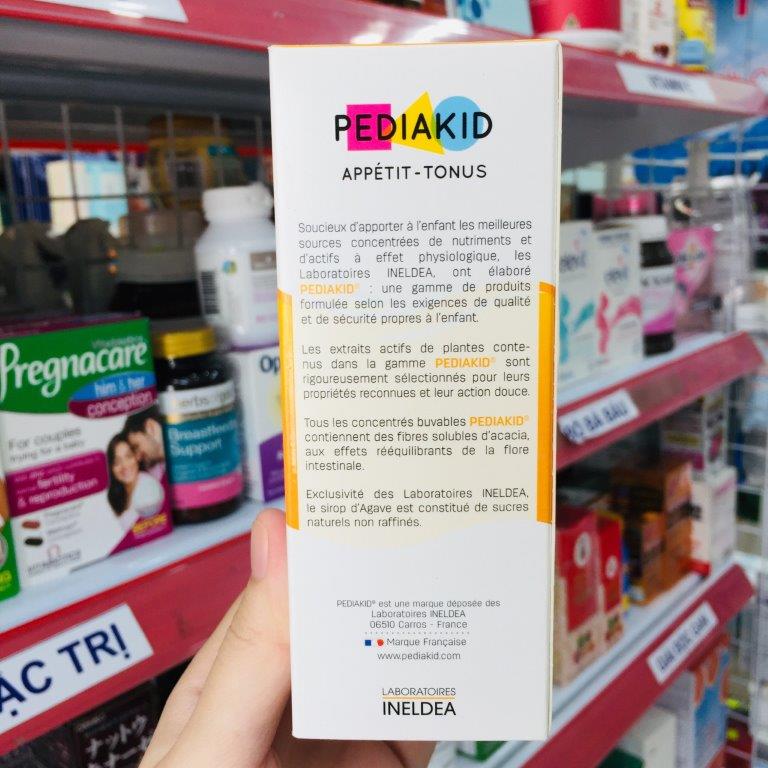 PEDIAKID
APPÉTIT-TONUS
Soucieux d'apporter à l'enfant les meilleures
sources concentrées de nutriments et
d'actifs à effet physiologique, les
Laboratoires INELDEA, ont élaboré
PEDIAKID® : une gamme de produits
formulée selon les exigences de qualité
et de sécurité propres à l'enfant.
Les extraits actifs de plantes conte-
nus dans la gamme PEDIAKID® sont
rigoureusement sélectionnés pour leurs
propriétés reconnues et leur action douce.
Tous les concentrés buvables PEDIAKID®
contiennent des fibres solubles d'acacia,
aux effets rééquilibrants de la flore
intestinale.
Exclusivité des Laboratoires INELDEA,
le sirop d'Agave est constitué de sucres
naturels non raffinés.
PEDIAKID® est une marque déposée des
Laboratoires INELDEA
06510 Carros - France
Marque Française
www.pediakid.com
LABORATOIRES
INELDEA
Pregnacare
him & her
conception
For couples
trying for a baby
fertility
& reproduction
Breastfeeding
Support
Op
ẶC TRỊ
BỔ BÀ BẦU